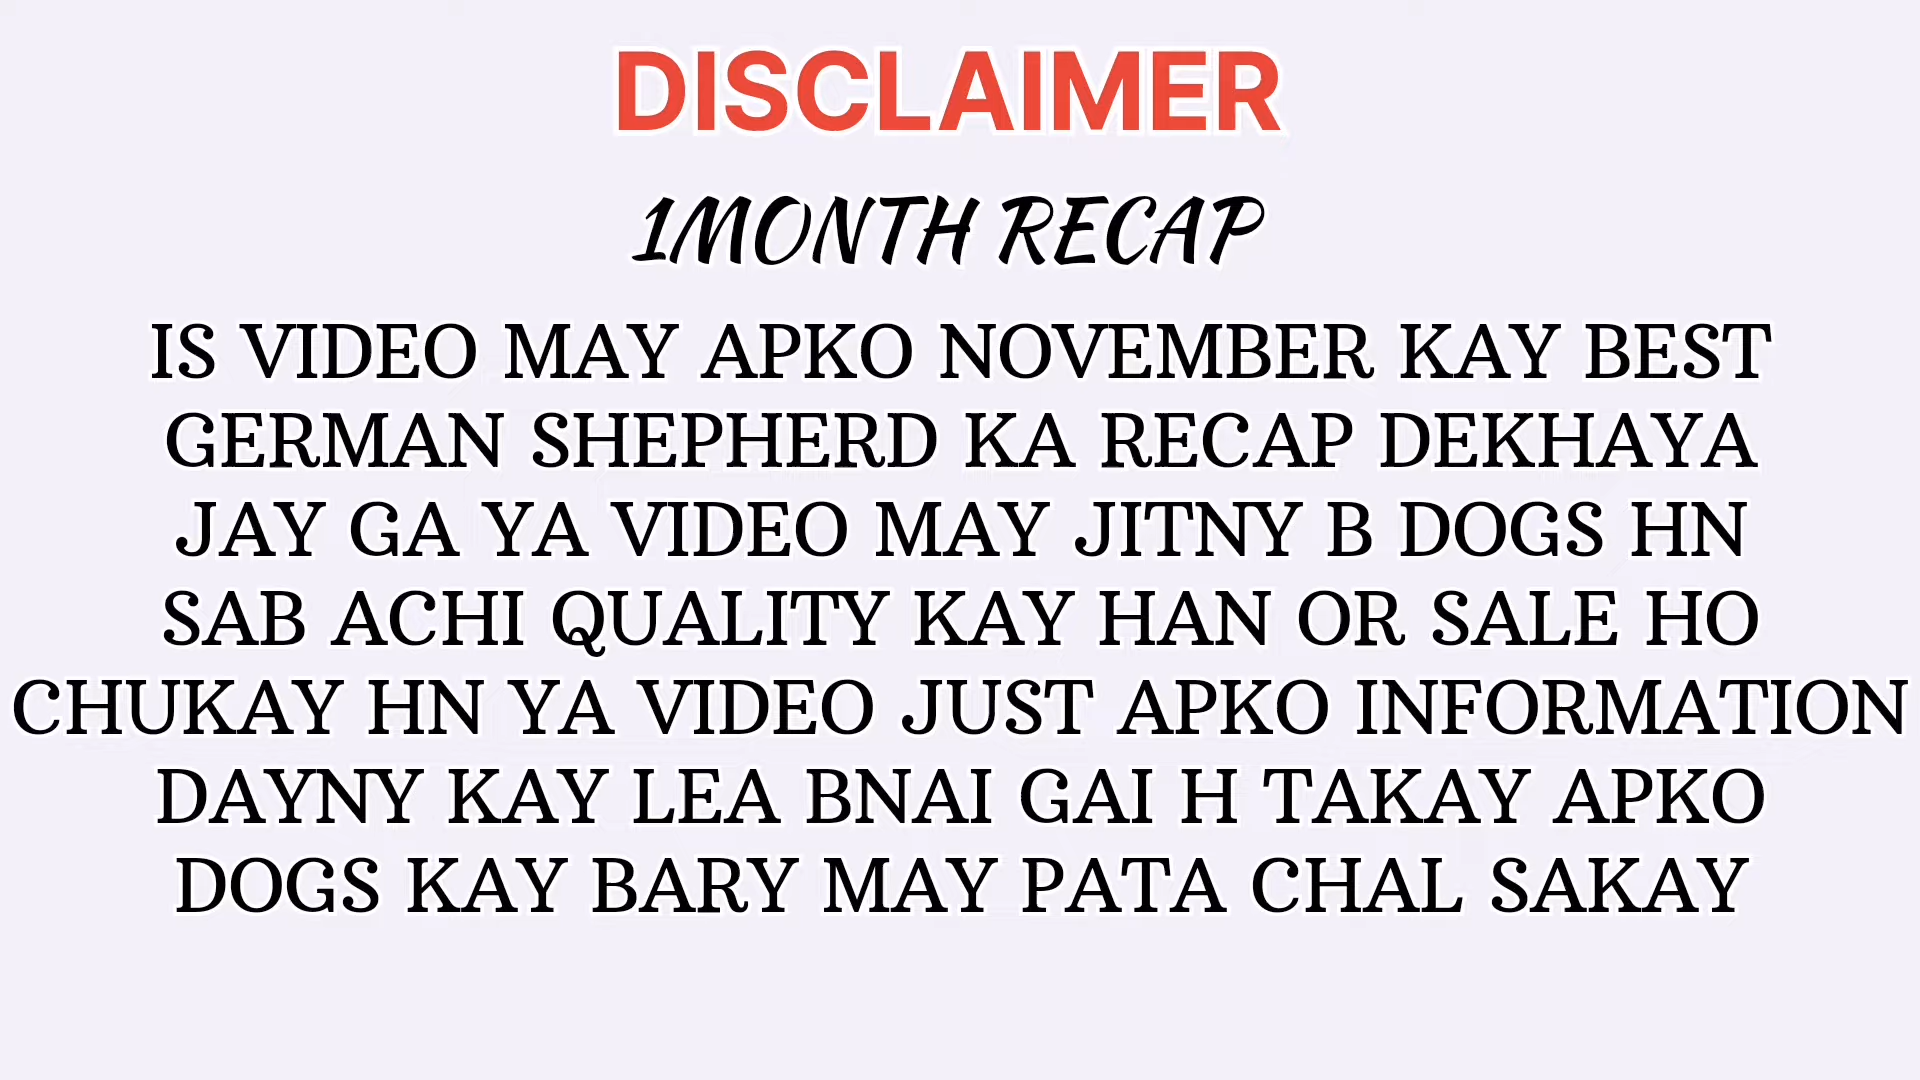 DISCLAIMER
1MONTH RECAP
IS VIDEO MAY APKO NOVEMBER KAY BEST
GERMAN SHEPHERD KA RECAP DEKHAYA
JAY GA YA VIDEO MAY JITNY B DOGS HN
SAB ACHI QUALITY KAY HAN OR SALE HO
CHUKAY HN YA VIDEO JUST APKO INFORMATION
DAYNY KAY LEA BNAI GAI H TAKAY APKO
DOGS KAY BARY MAY PATA CHAL SAKAY